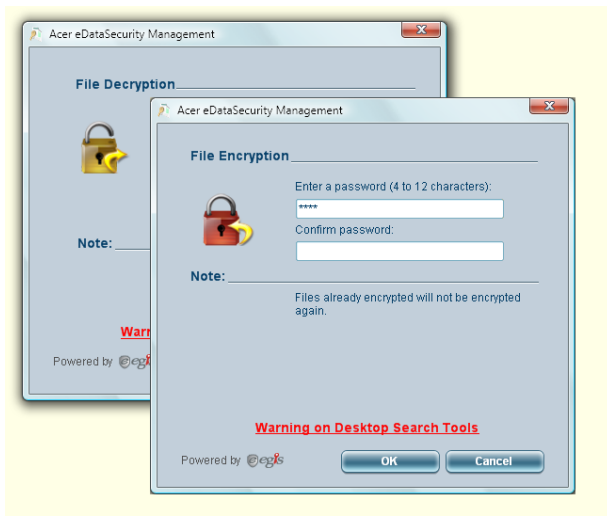 Acer eDataSecurity Management
File Decryption
Note:
Powered by egis
Acer eDataSecurity Management
File Encryption
Enter a password (4 to 12 characters):
****
Confirm password:
Note:
Files already encrypted will not be encrypted
again.
Warning on Desktop Search Tools
Powered by egis
OK
Cancel